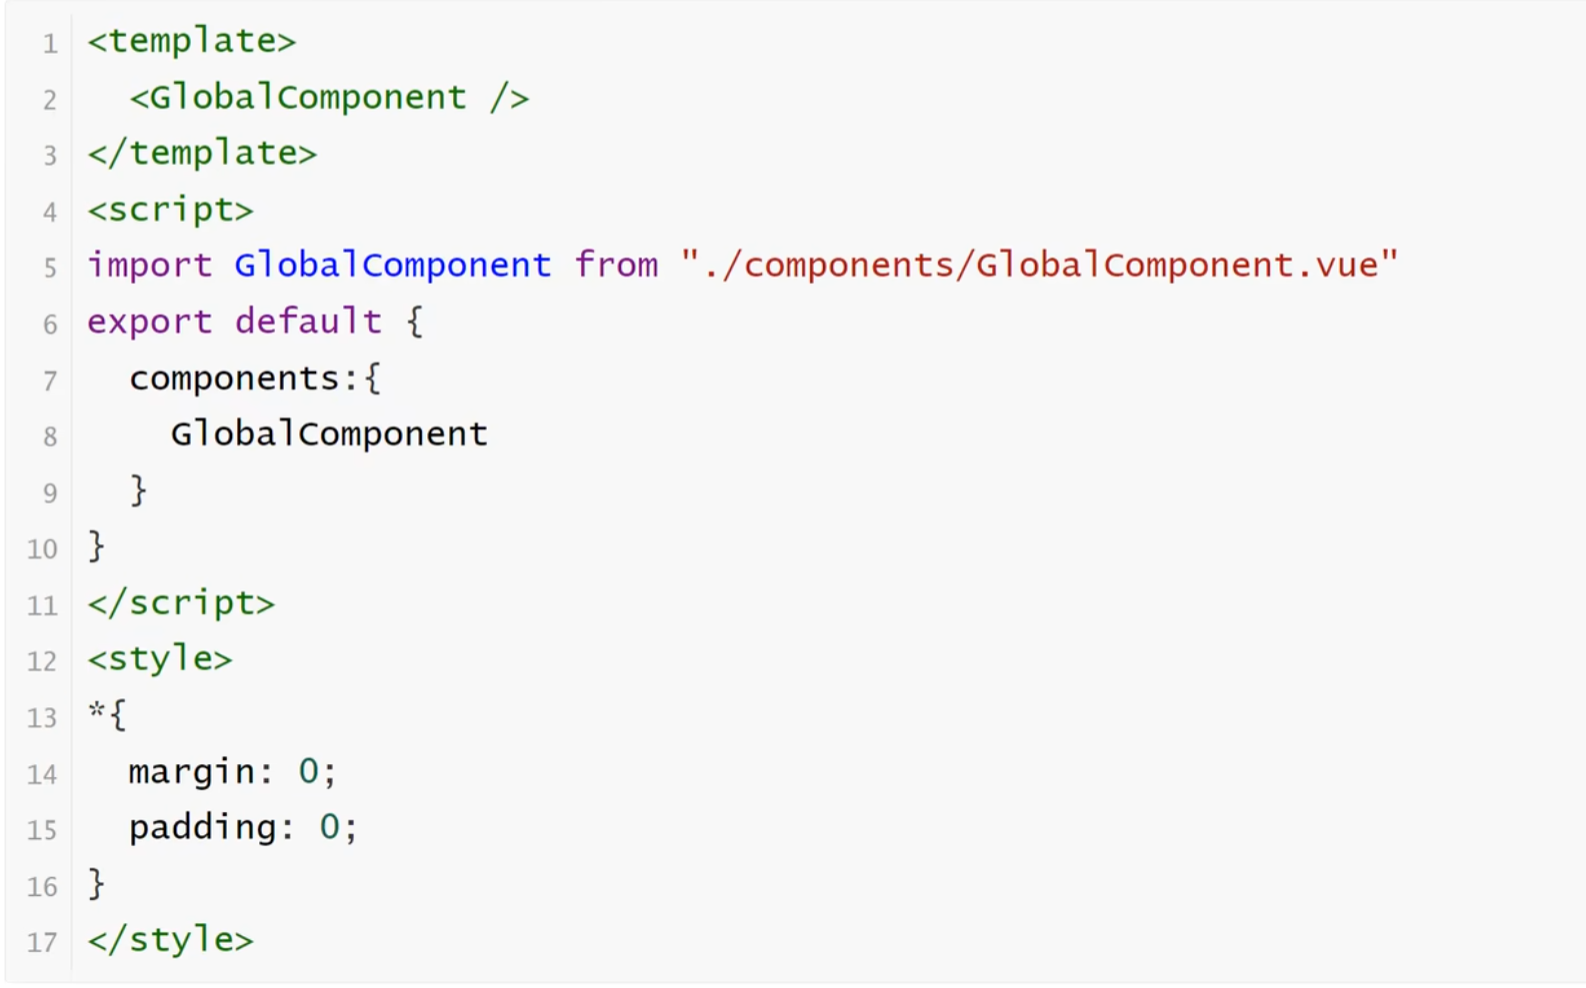 1 <template>
2   <GlobalComponent />
3 </template>
4 <script>
5 import GlobalComponent from "./components/GlobalComponent.vue"
6 export default {
7   components:{
8     GlobalComponent
9   }
10 }
11 </script>
12 <style>
13 *{
14   margin: 0;
15   padding: 0;
16 }
17 </style>